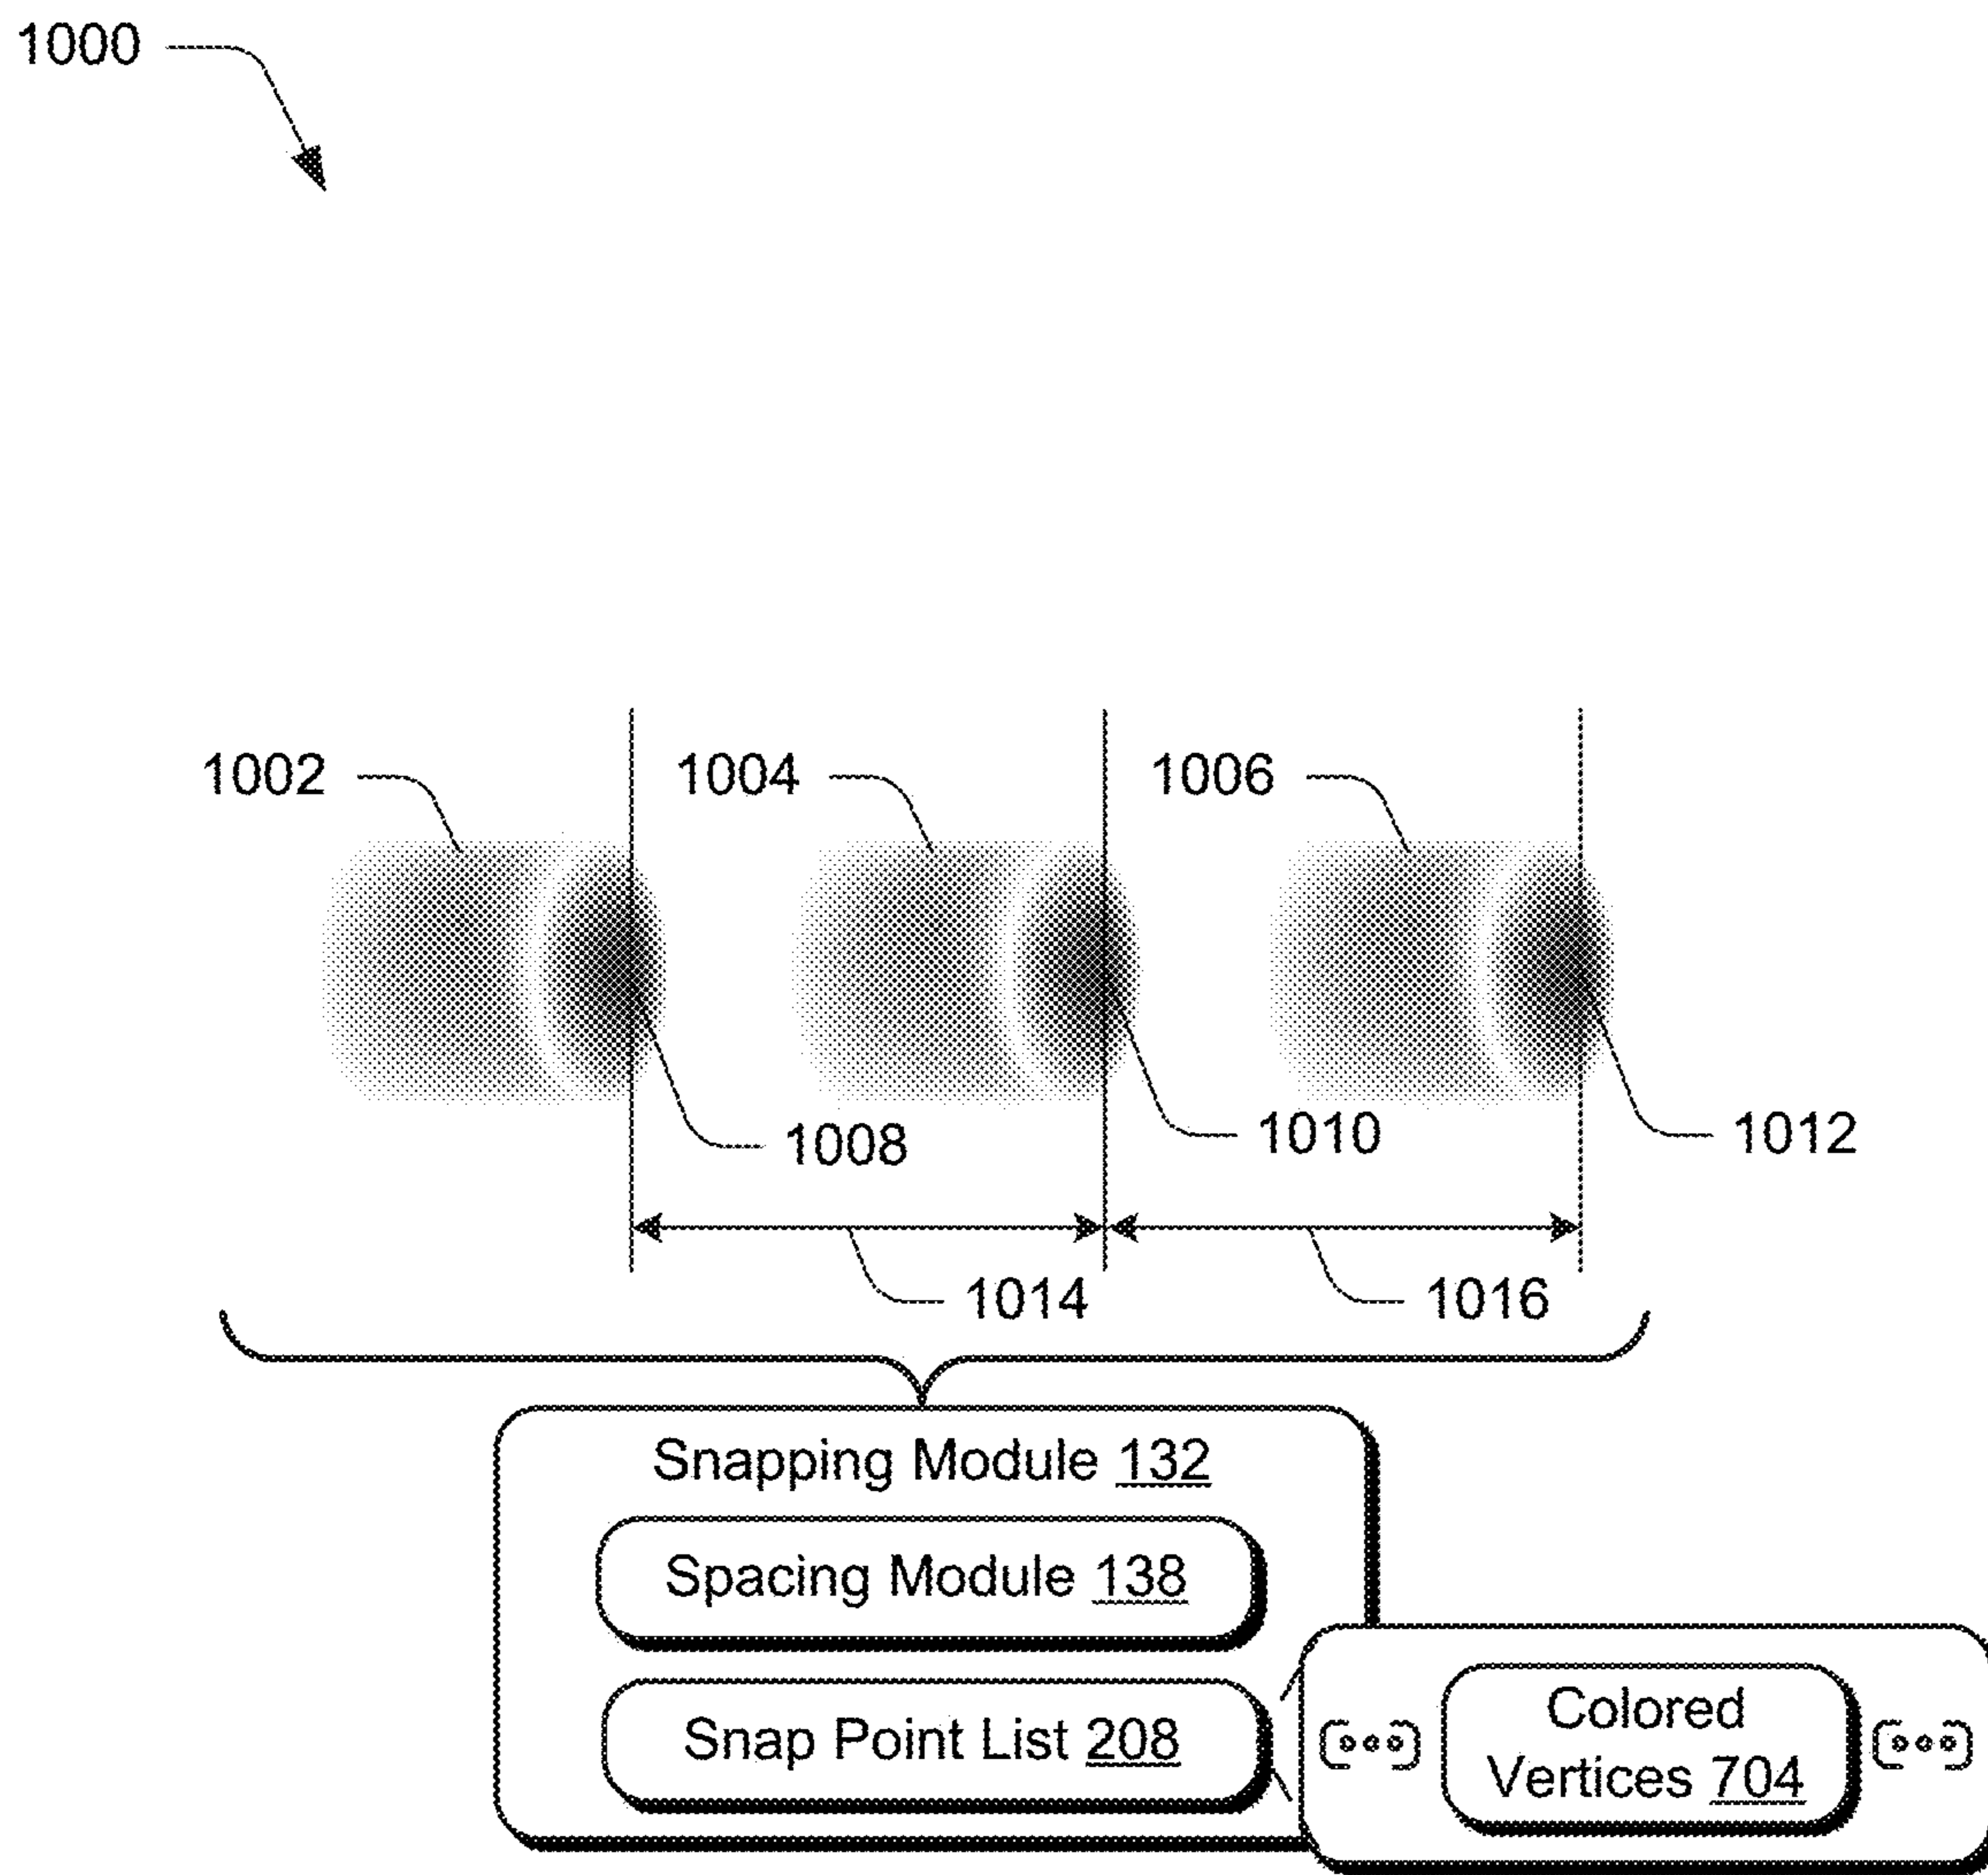 1000
1002
1004
1006
1008
1010
1012
1014
1016
Snapping Module 132
Spacing Module 138
Snap Point List 208
Colored
Vertices 704